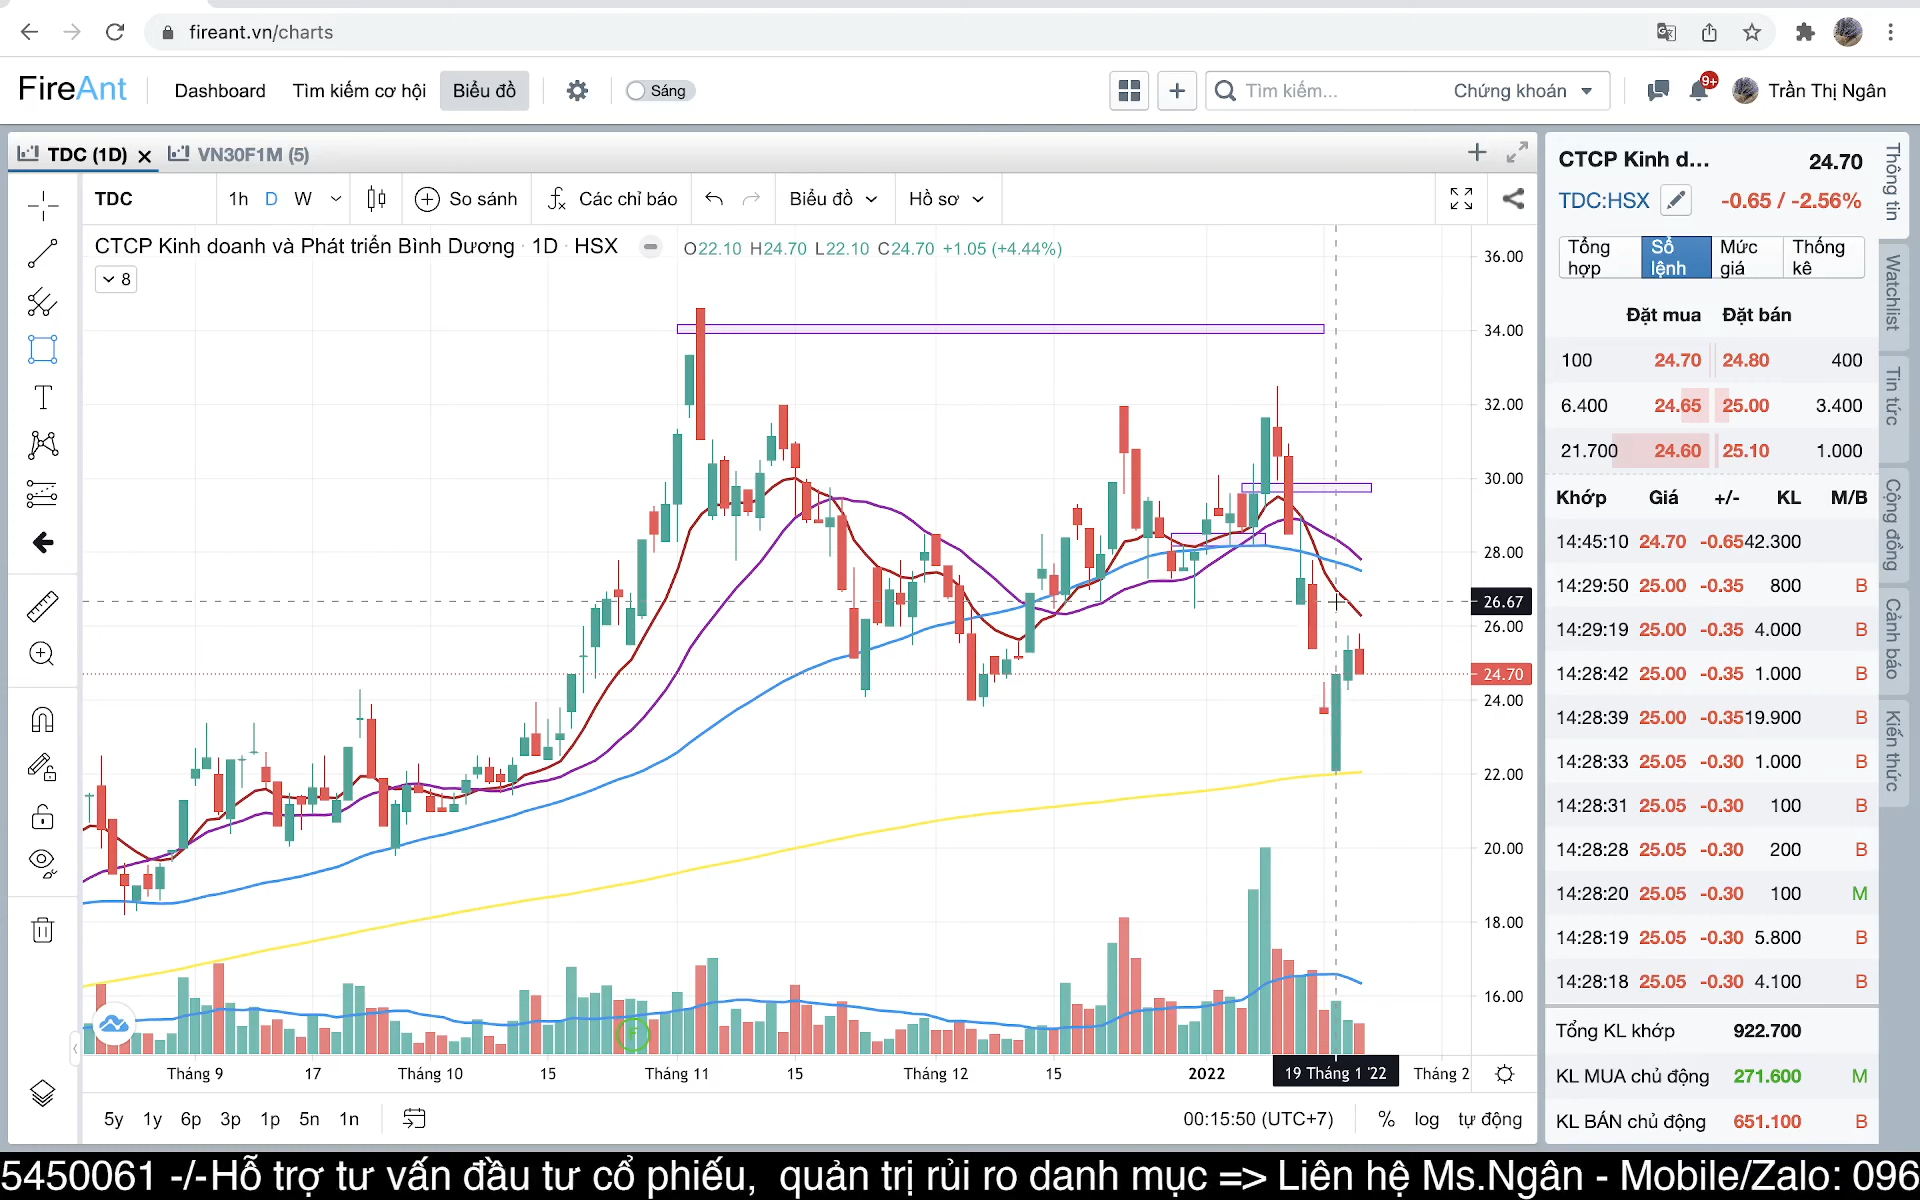 fireant.vn/charts
FireAnt
Dashboard
Tìm kiếm cơ hội
Biểu đồ
Sáng
Tìm kiếm...
Chứng khoán
9+
Trần Thị Ngân
TDC (1D)
VN30F1M (5)
TDC
1h D W
So sánh
Các chỉ báo
Biểu đồ
Hồ sơ
CTCP Kinh doanh và Phát triển Bình Dương · 1D · HSX
O22.10 H24.70 L22.10 C24.70 +1.05 (+4.44%)
8
36.00
34.00
32.00
30.00
28.00
26.67
26.00
24.70
24.00
22.00
20.00
18.00
16.00
F
Tháng 9
17
Tháng 10
15
Tháng 11
15
Tháng 12
15
2022
19 Tháng 1 '22
Tháng 2
5y 1y 6p 3p 1p 5n 1n
00:15:50 (UTC+7)
% log tự động
CTCP Kinh d... 24.70
TDC:HSX -0.65 / -2.56%
Tổng hợp
Sổ lệnh
Mức giá
Thống kê
Đặt mua Đặt bán
100 24.70 24.80 400
6.400 24.65 25.00 3.400
21.700 24.60 25.10 1.000
Khớp Giá +/- KL M/B
14:45:10 24.70 -0.65 42.300
14:29:50 25.00 -0.35 800 B
14:29:19 25.00 -0.35 4.000 B
14:28:42 25.00 -0.35 1.000 B
14:28:39 25.00 -0.35 19.900 B
14:28:33 25.05 -0.30 1.000 B
14:28:31 25.05 -0.30 100 B
14:28:28 25.05 -0.30 200 B
14:28:20 25.05 -0.30 100 M
14:28:19 25.05 -0.30 5.800 B
14:28:18 25.05 -0.30 4.100 B
Tổng KL khớp 922.700
KL MUA chủ động 271.600 M
KL BÁN chủ động 651.100 B
Thông tin
Watchlist
Tin tức
Cộng đồng
Cảnh báo
Kiến thức
5450061 -/-Hỗ trợ tư vấn đầu tư cổ phiếu, quản trị rủi ro danh mục => Liên hệ Ms.Ngân - Mobile/Zalo: 096